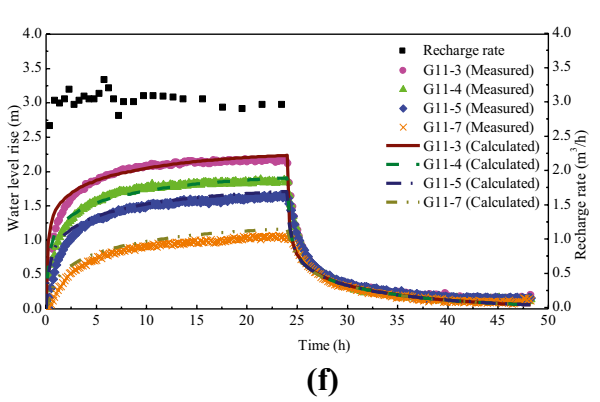 4.0
3.5
3.0
2.5
2.0
1.5
1.0
0.5
0.0
Water level rise (m)
Recharge rate
G11-3 (Measured)
G11-4 (Measured)
G11-5 (Measured)
G11-7 (Measured)
G11-3 (Calculated)
G11-4 (Calculated)
G11-5 (Calculated)
G11-7 (Calculated)
4.0
3.5
3.0
2.5
2.0
1.5
1.0
0.5
0.0
Recharge rate (m³/h)
0 5 10 15 20 25 30 35 40 45 50
Time (h)
(f)